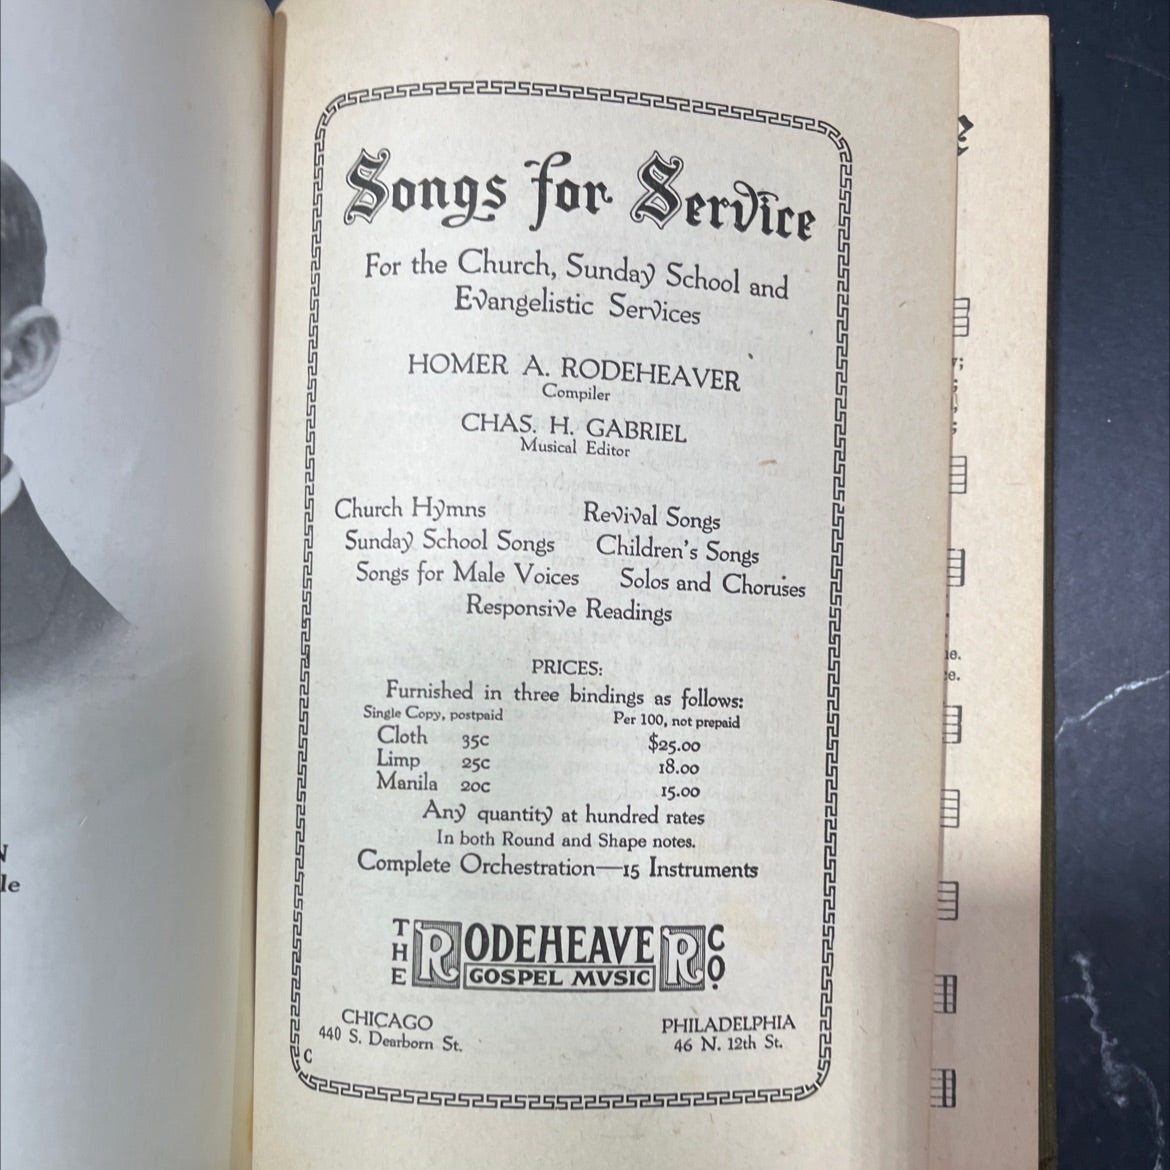 Songs for Service
For the Church, Sunday School and
Evangelistic Services
HOMER A. RODEHEAVER
Compiler
CHAS. H. GABRIEL
Musical Editor
Church Hymns Revival Songs
Sunday School Songs Children's Songs
Songs for Male Voices Solos and Choruses
Responsive Readings
PRICES:
Furnished in three bindings as follows:
Single Copy, postpaid Per 100, not prepaid
Cloth 35c $25.00
Limp 25c 18.00
Manila 20c 15.00
Any quantity at hundred rates
In both Round and Shape notes.
Complete Orchestration—15 Instruments
THE RODEHEAVER CO.
GOSPEL MVSIC
CHICAGO PHILADELPHIA
440 S. Dearborn St. 46 N. 12th St.
C